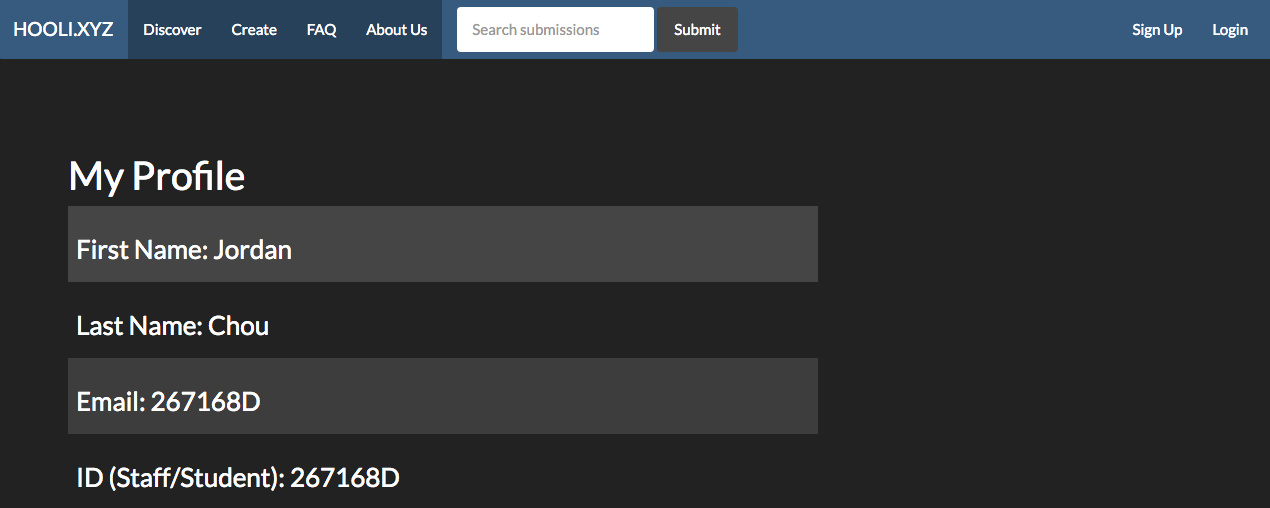 HOOLI.XYZ Discover Create FAQ About Us Search submissions Submit Sign Up Login
My Profile
First Name: Jordan
Last Name: Chou
Email: 267168D
ID (Staff/Student): 267168D